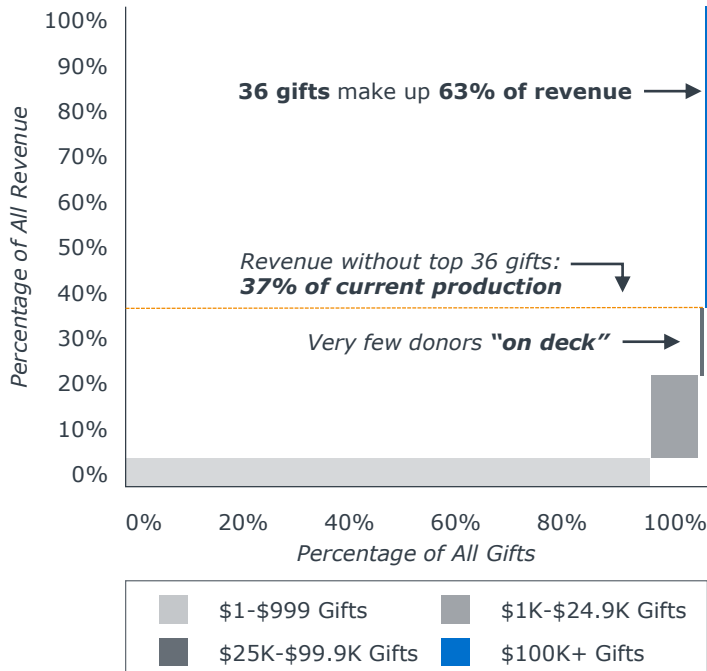 100%
90%
36 gifts make up 63% of revenue
80%
70%
60%
50%
Revenue without top 36 gifts:
37% of current production
40%
30%
Very few donors “on deck”
20%
10%
0%
Percentage of All Revenue
0% 20% 40% 60% 80% 100%
Percentage of All Gifts
$1-$999 Gifts $1K-$24.9K Gifts
$25K-$99.9K Gifts $100K+ Gifts